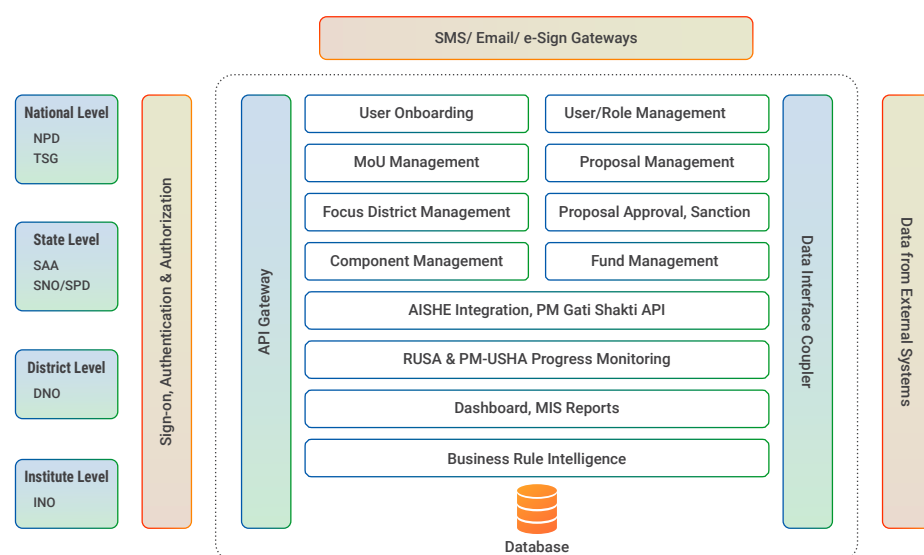 SMS/ Email/ e-Sign Gateways
National Level
NPD
TSG
State Level
SAA
SNO/SPD
District Level
DNO
Institute Level
INO
Sign-on, Authentication & Authorization
API Gateway
User Onboarding
User/Role Management
MoU Management
Proposal Management
Focus District Management
Proposal Approval, Sanction
Component Management
Fund Management
AISHE Integration, PM Gati Shakti API
RUSA & PM-USHA Progress Monitoring
Dashboard, MIS Reports
Business Rule Intelligence
Database
Data Interface Coupler
Data from External Systems